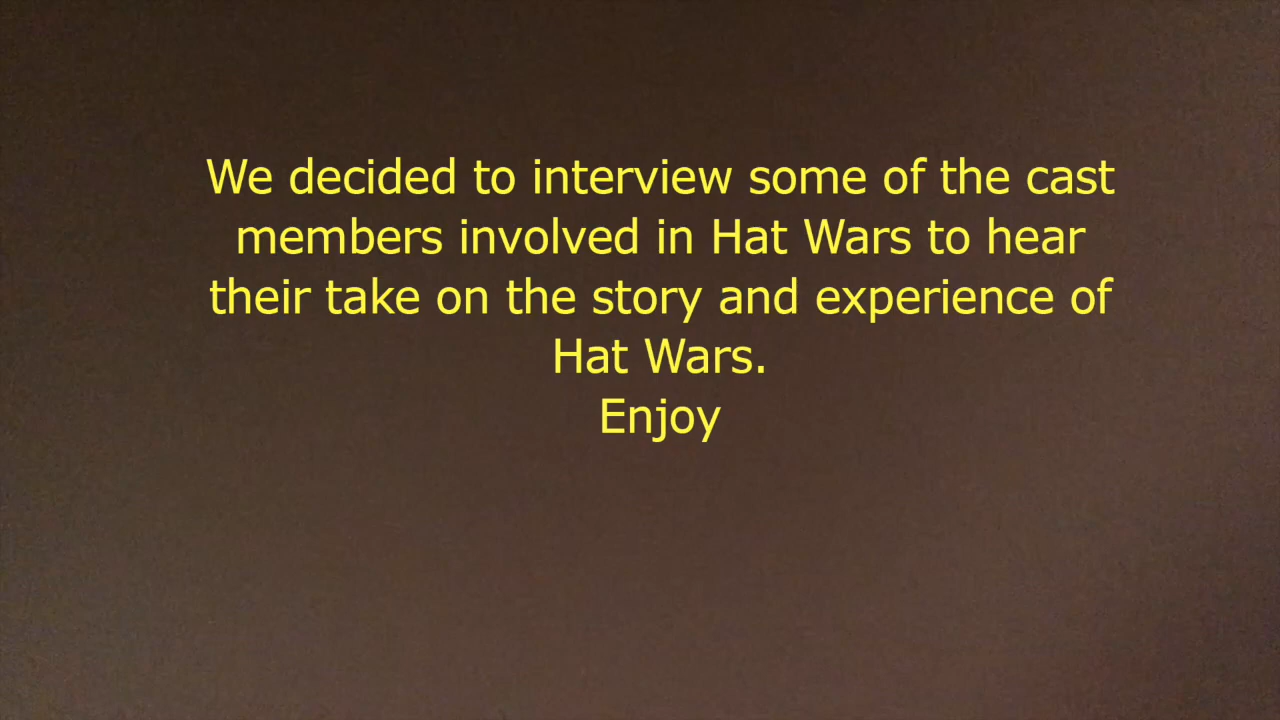 We decided to interview some of the cast
members involved in Hat Wars to hear
their take on the story and experience of
Hat Wars.
Enjoy